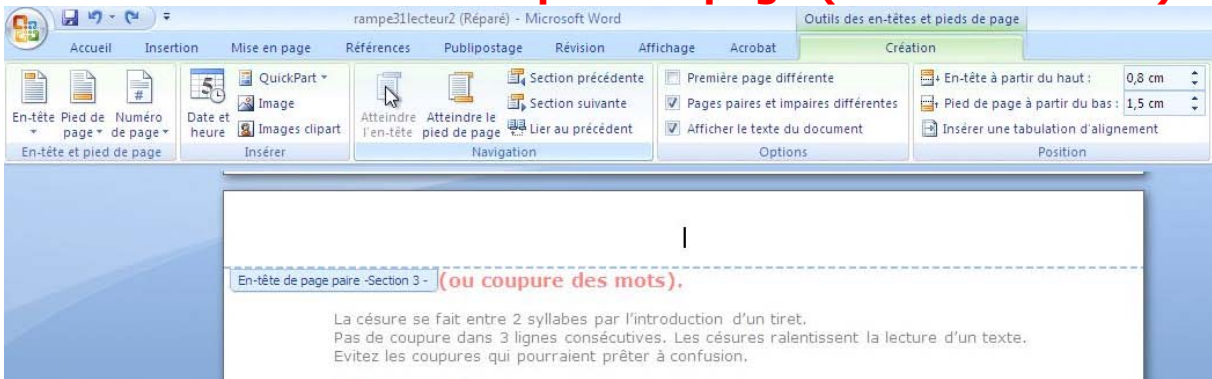 rampe31lecteur2 (Réparé) - Microsoft Word
Outils des en-têtes et pieds de page
Accueil Insertion Mise en page Références Publipostage Révision Affichage Acrobat Création
En-tête
Pied de page
Numéro de page
En-tête et pied de page
Date et heure
QuickPart
Image
Images clipart
Insérer
Atteindre l'en-tête
Atteindre le pied de page
Section précédente
Section suivante
Lier au précédent
Navigation
Première page différente
Pages paires et impaires différentes
Afficher le texte du document
Options
En-tête à partir du haut : 0,8 cm
Pied de page à partir du bas : 1,5 cm
Insérer une tabulation d'alignement
Position
En-tête de page paire -Section 3 -
(ou coupure des mots).
La césure se fait entre 2 syllabes par l'introduction d'un tiret.
Pas de coupure dans 3 lignes consécutives. Les césures ralentissent la lecture d'un texte.
Evitez les coupures qui pourraient prêter à confusion.